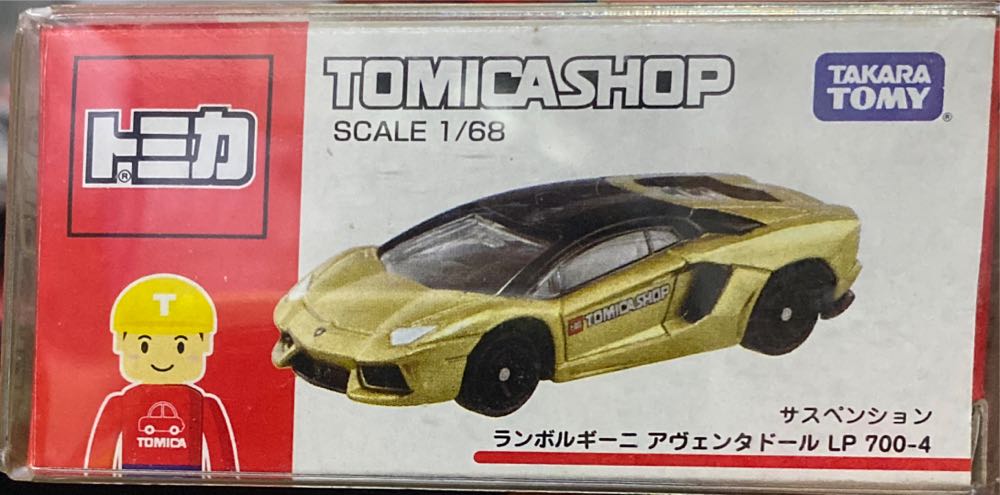 トミカ®
TOMICASHOP
SCALE 1/68
TAKARA
TOMY®
T
TOMICA
TOMICASHOP
サスペンション
ランボルギーニ アヴェンタドール LP 700-4